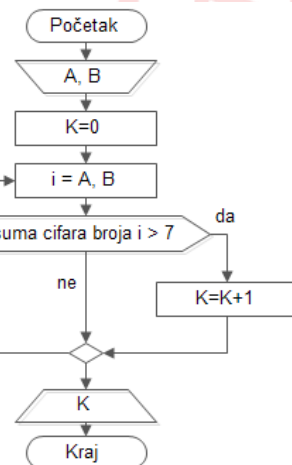 Početak
A, B
K=0
i = A, B
suma cifara broja i > 7
da
ne
K=K+1
K
Kraj